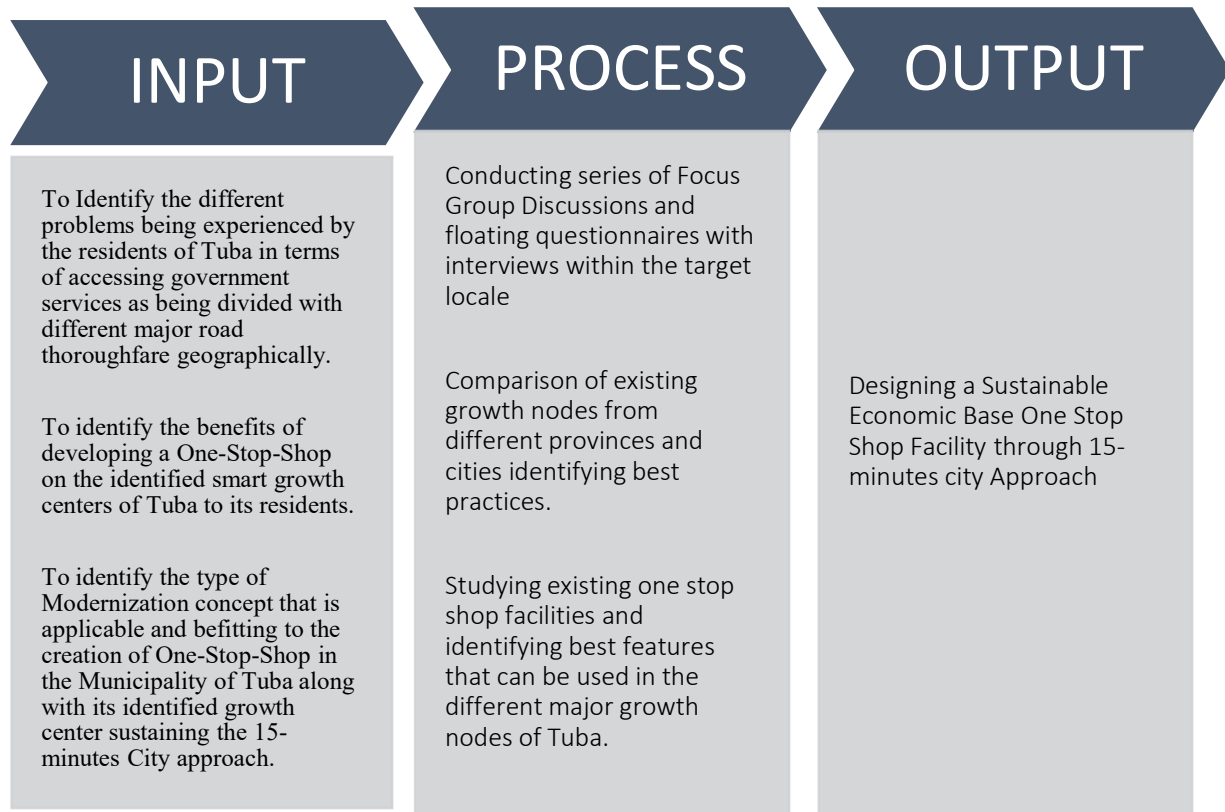 INPUT
To Identify the different
problems being experienced by
the residents of Tuba in terms
of accessing government
services as being divided with
different major road
thoroughfare geographically.
To identify the benefits of
developing a One-Stop-Shop
on the identified smart growth
centers of Tuba to its residents.
To identify the type of
Modernization concept that is
applicable and befitting to the
creation of One-Stop-Shop in
the Municipality of Tuba along
with its identified growth
center sustaining the 15-
minutes City approach.
PROCESS
Conducting series of Focus
Group Discussions and
floating questionnaires with
interviews within the target
locale
Comparison of existing
growth nodes from
different provinces and
cities identifying best
practices.
Studying existing one stop
shop facilities and
identifying best features
that can be used in the
different major growth
nodes of Tuba.
OUTPUT
Designing a Sustainable
Economic Base One Stop
Shop Facility through 15-
minutes city Approach